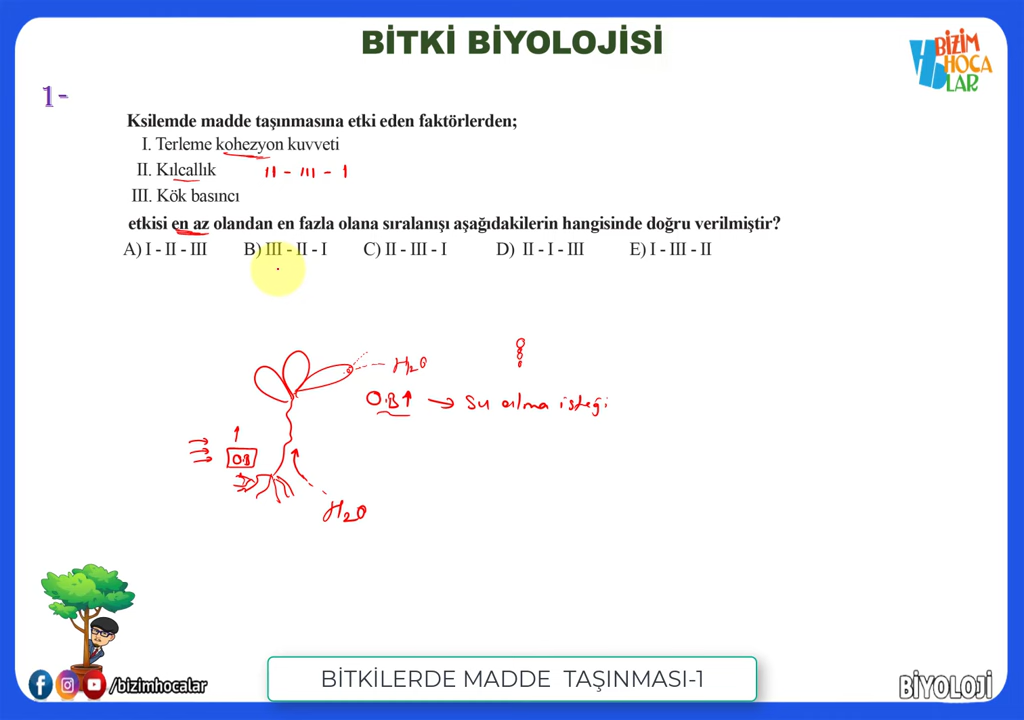 BİTKİ BİYOLOJİSİ
BİZİM
HOCA
LAR
1-
Ksilemde madde taşınmasına etki eden faktörlerden;
I. Terleme kohezyon kuvveti
II. Kılcallık II - III - I
III. Kök basıncı
etkisi en az olandan en fazla olana sıralanışı aşağıdakilerin hangisinde doğru verilmiştir?
A) I - II - III B) III - II - I C) II - III - I D) II - I - III E) I - III - II
H₂O
O.B↑ → Su alma isteği
O.B
H₂O
/bizimhocalar
BİTKİLERDE MADDE TAŞINMASI-1
BİYOLOJİ